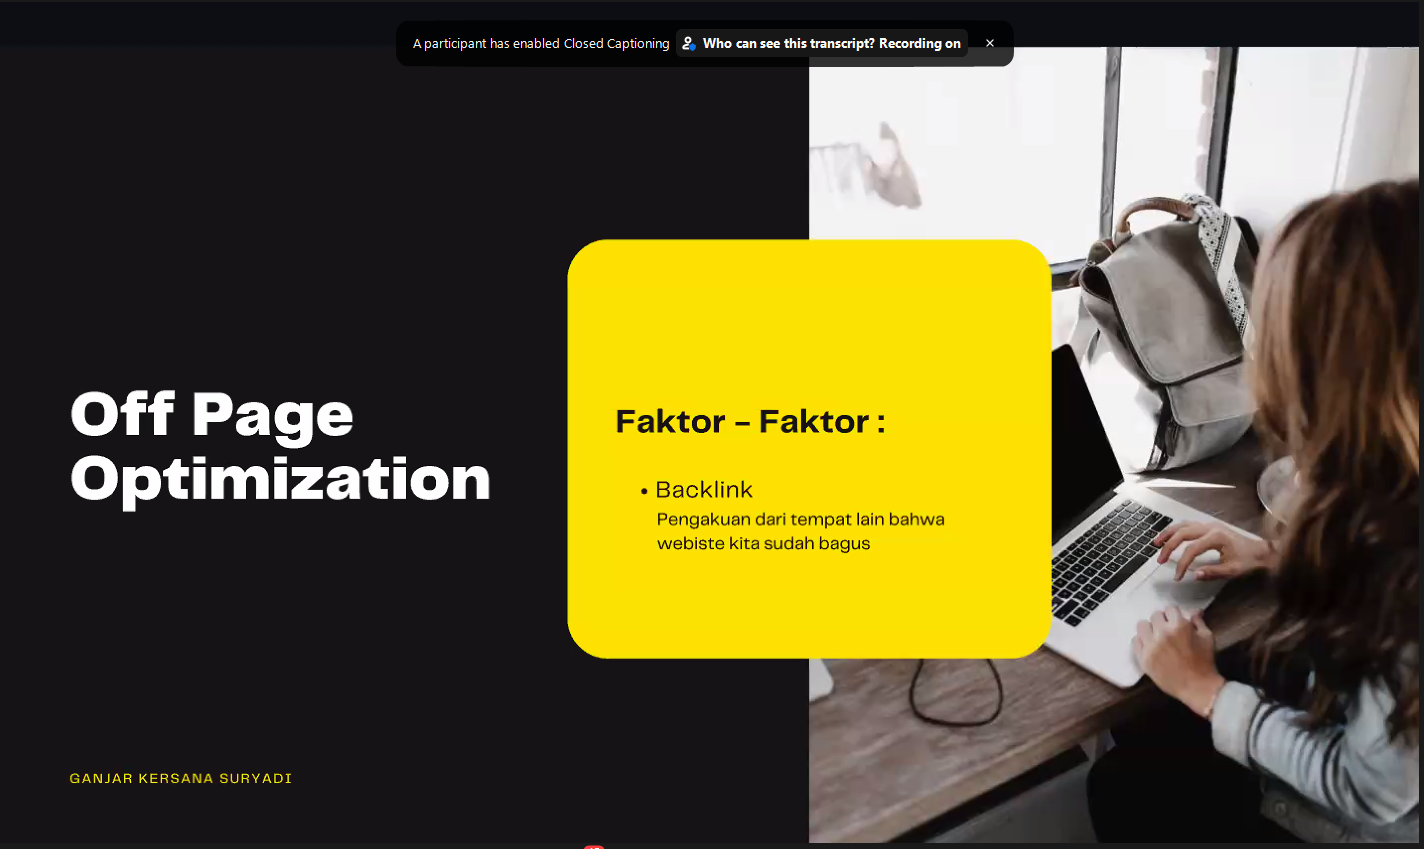 A participant has enabled Closed Captioning Who can see this transcript? Recording on
Off Page
Optimization
Faktor - Faktor :
• Backlink
Pengakuan dari tempat lain bahwa
webiste kita sudah bagus
GANJAR KERSANA SURYADI